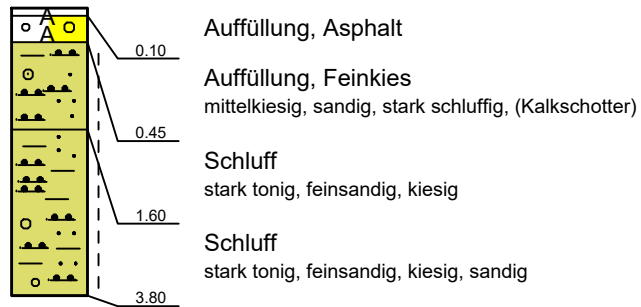 A
A
Auffüllung, Asphalt
0.10
Auffüllung, Feinkies
mittelkiesig, sandig, stark schluffig, (Kalkschotter)
0.45
Schluff
stark tonig, feinsandig, kiesig
1.60
Schluff
stark tonig, feinsandig, kiesig, sandig
3.80